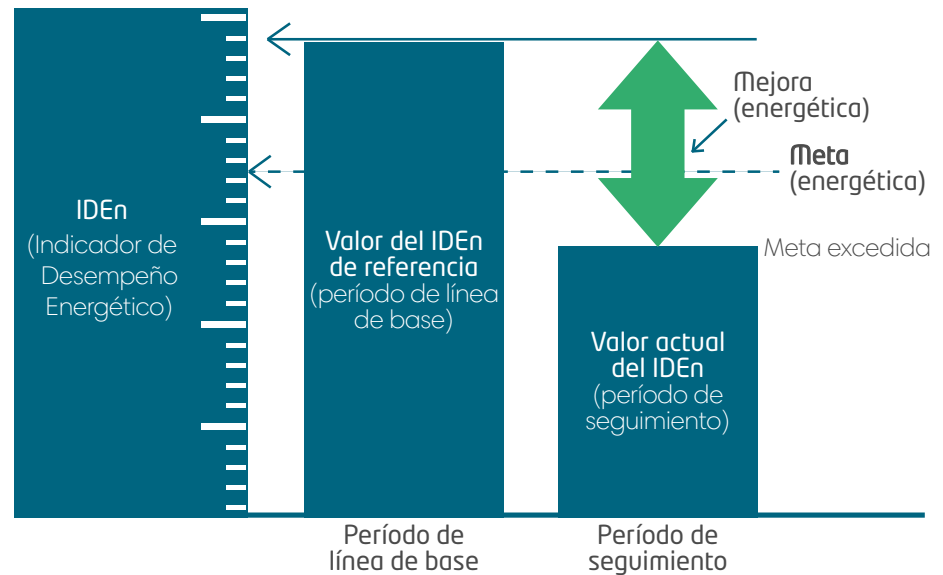 IDEn
(Indicador de
Desempeño
Energético)
Valor del IDEn
de referencia
(período de línea
de base)
Mejora
(energética)
Meta
(energética)
Meta excedida
Valor actual
del IDEn
(período de
seguimiento)
Período de
línea de base
Período de
seguimiento